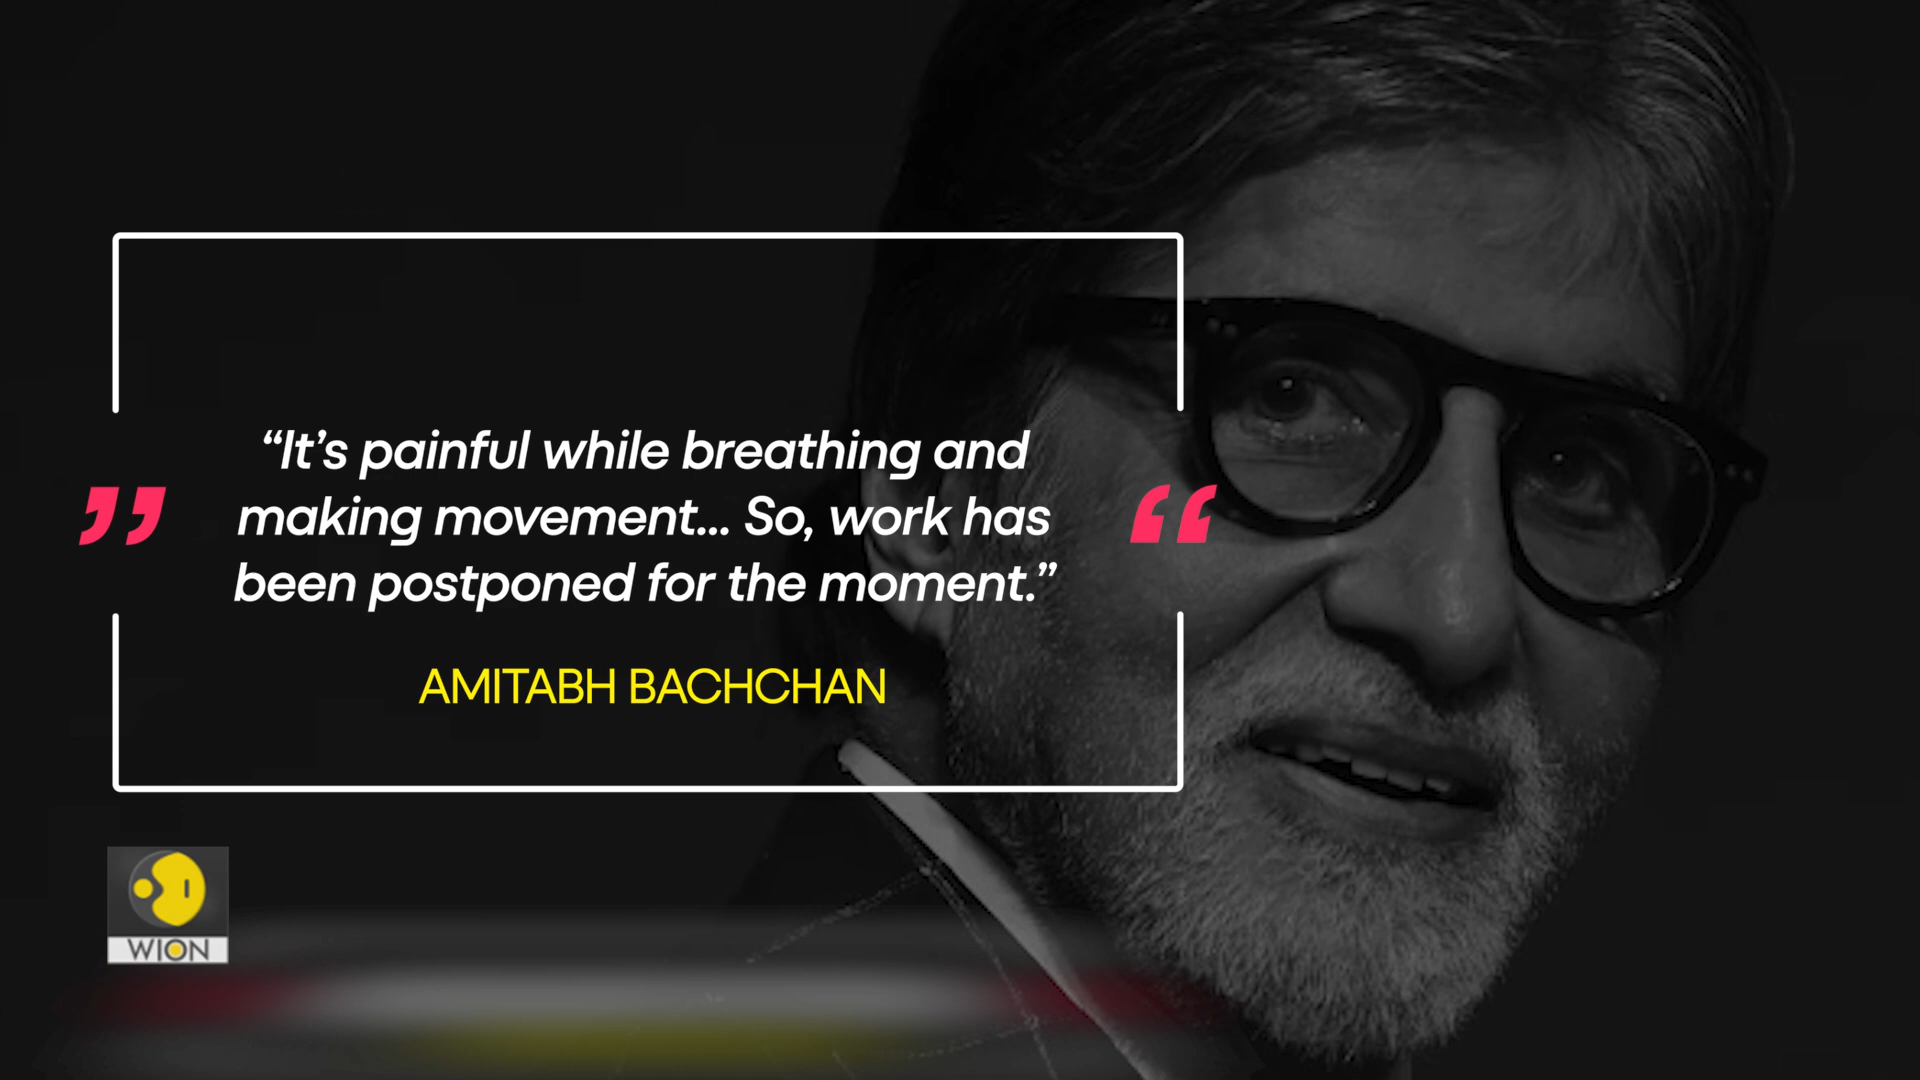 “It’s painful while breathing and
making movement... So, work has
been postponed for the moment.”
AMITABH BACHCHAN
WION